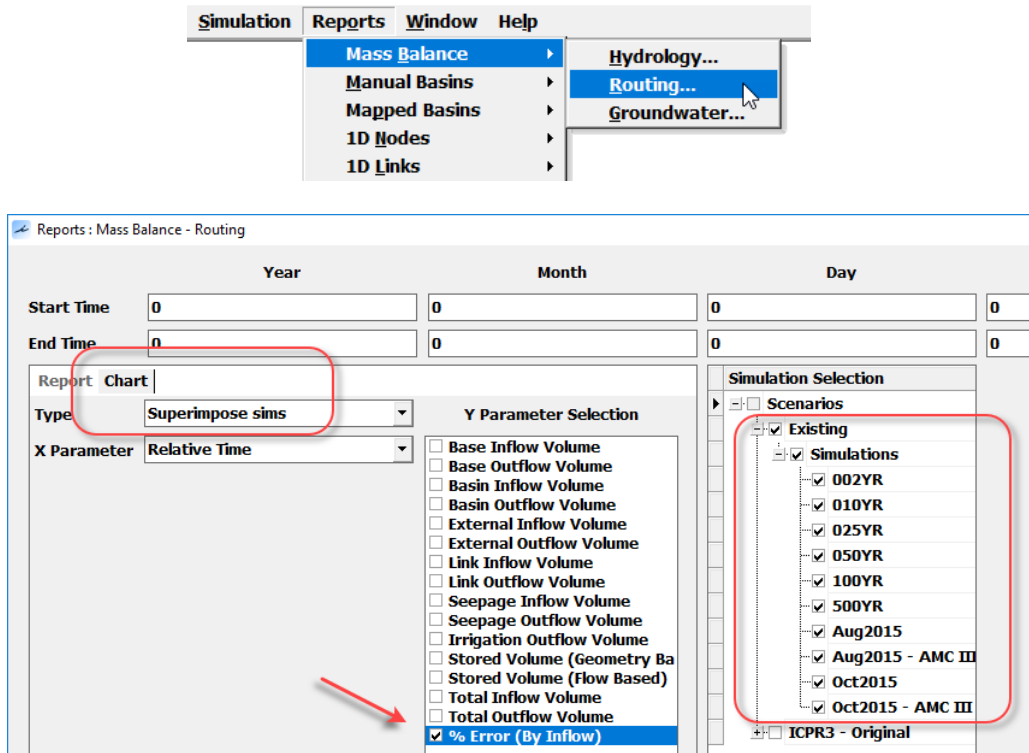 Simulation Reports Window Help
Mass Balance
Manual Basins
Mapped Basins
1D Nodes
1D Links
Hydrology...
Routing...
Groundwater...
Reports : Mass Balance - Routing
Year Month Day
Start Time 0 0 0 0
End Time 0 0 0 0
Report Chart
Type Superimpose sims
X Parameter Relative Time
Y Parameter Selection
Base Inflow Volume
Base Outflow Volume
Basin Inflow Volume
Basin Outflow Volume
External Inflow Volume
External Outflow Volume
Link Inflow Volume
Link Outflow Volume
Seepage Inflow Volume
Seepage Outflow Volume
Irrigation Outflow Volume
Stored Volume (Geometry Ba
Stored Volume (Flow Based)
Total Inflow Volume
Total Outflow Volume
% Error (By Inflow)
Simulation Selection
Scenarios
Existing
Simulations
002YR
010YR
025YR
050YR
100YR
500YR
Aug2015
Aug2015 - AMC III
Oct2015
Oct2015 - AMC III
ICPR3 - Original